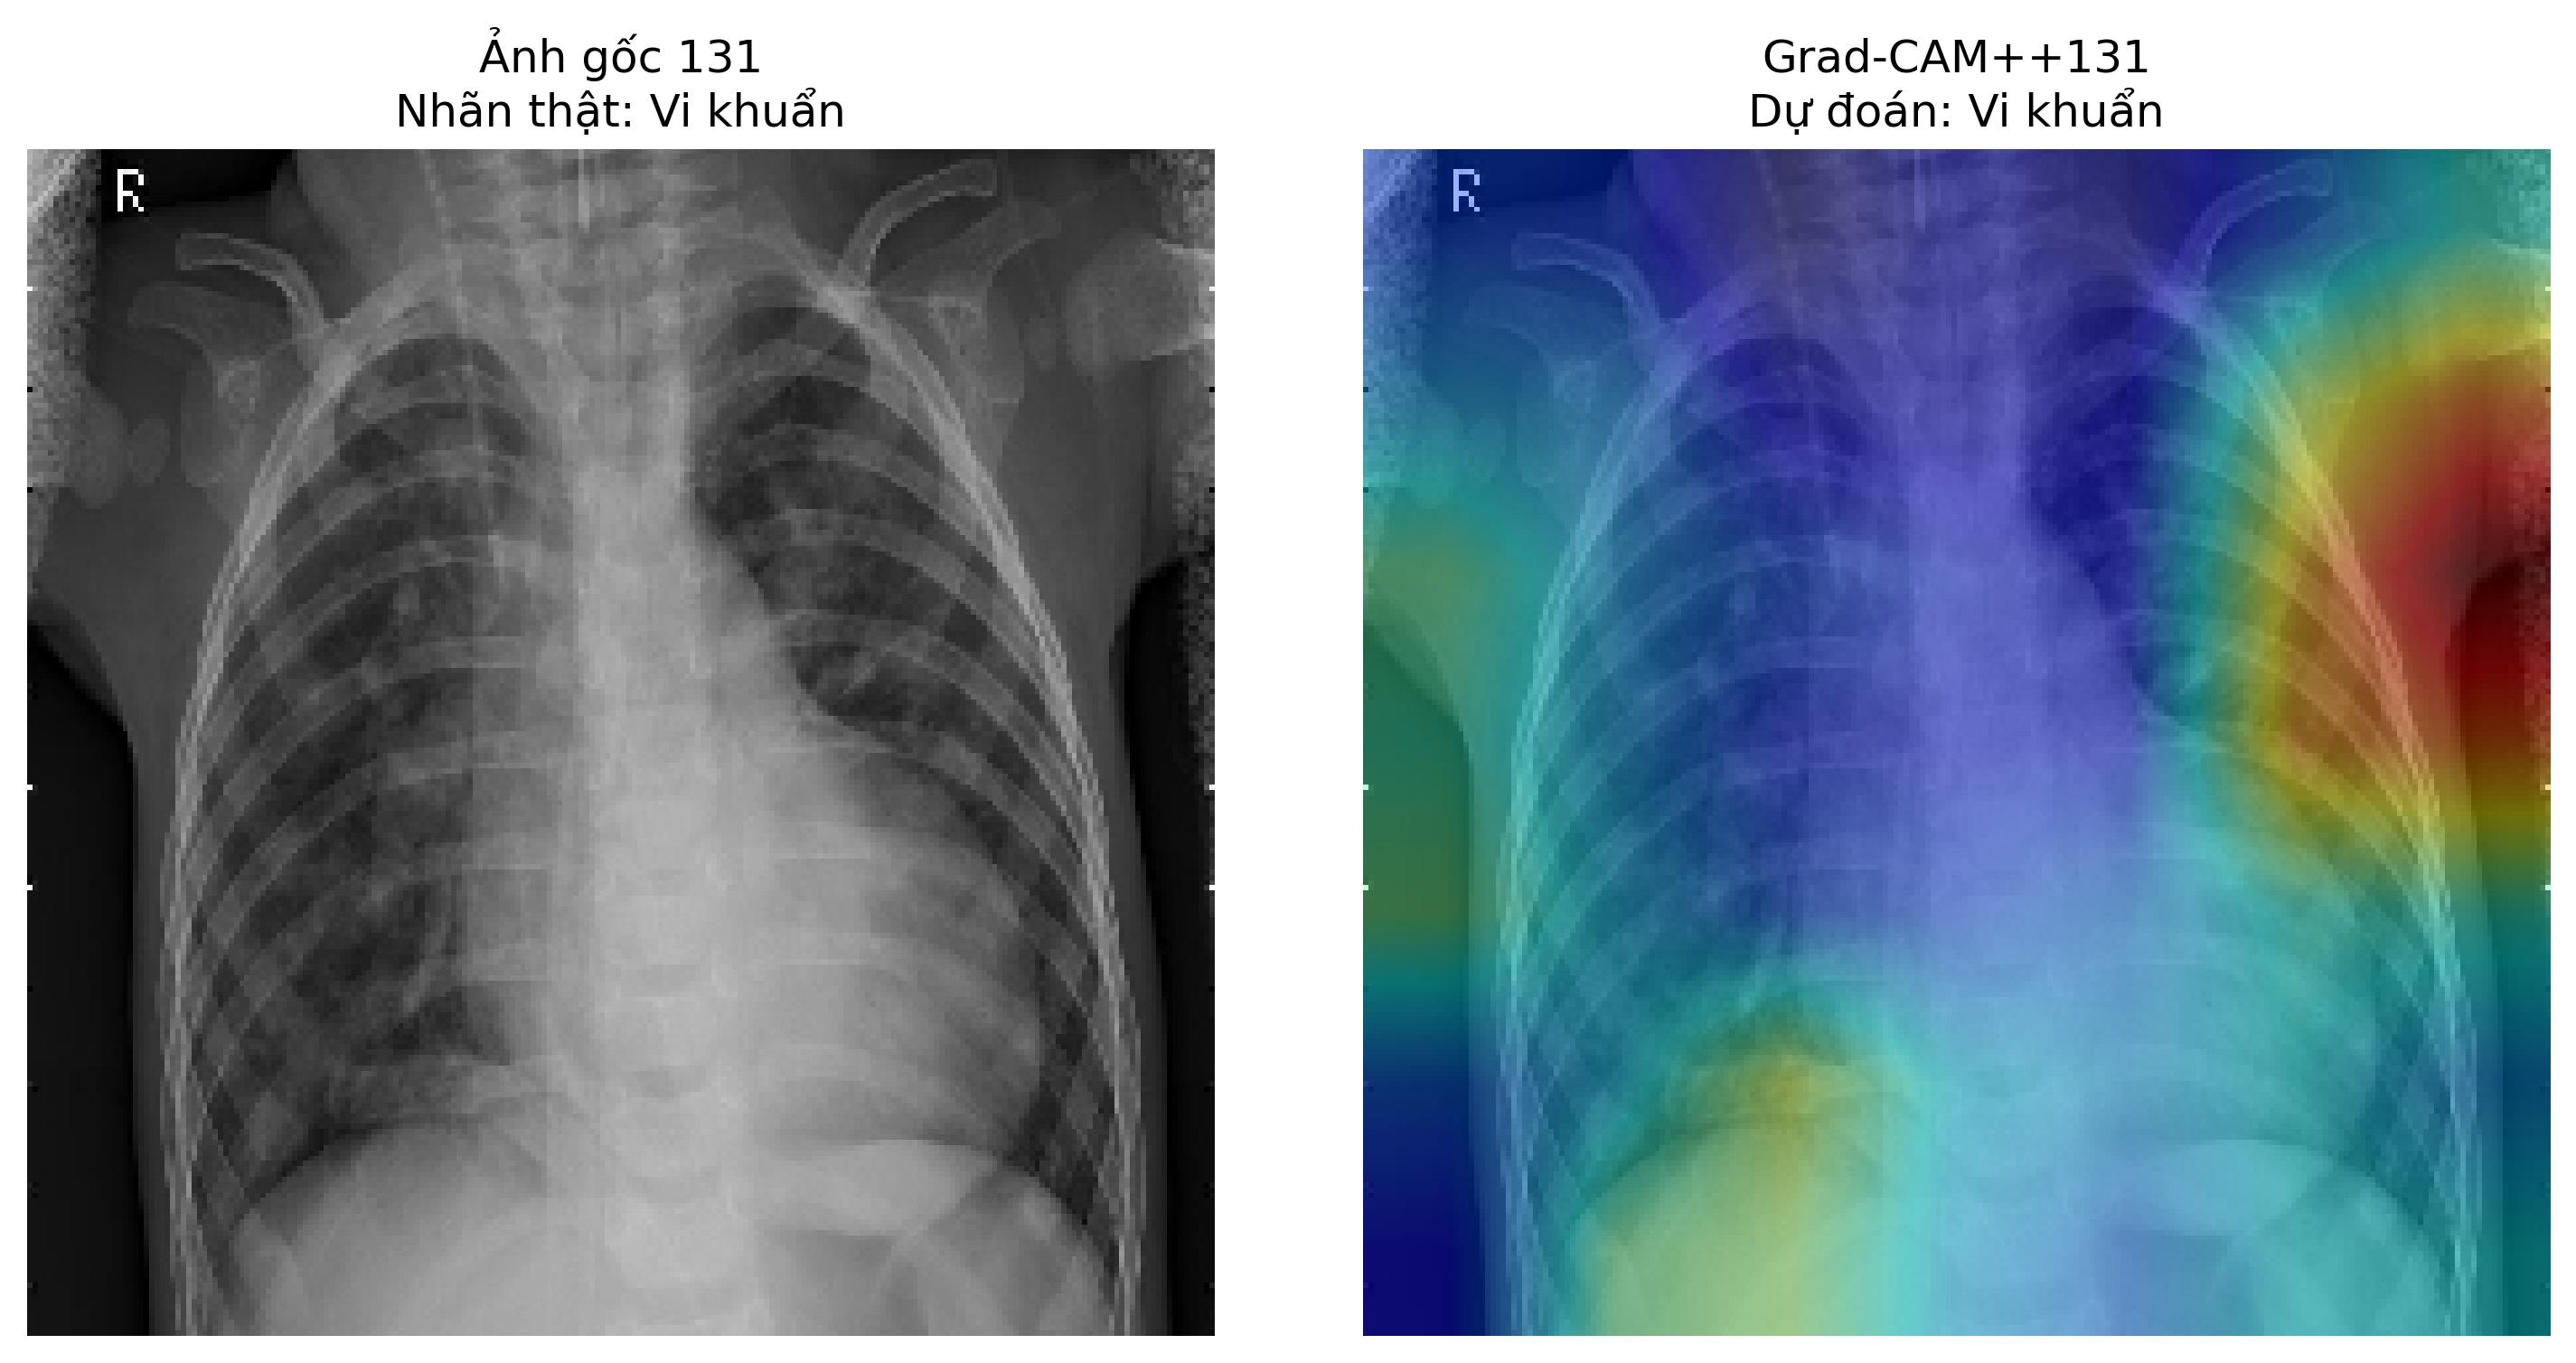 Ảnh gốc 131
Nhãn thật: Vi khuẩn
R
Grad-CAM++131
Dự đoán: Vi khuẩn
R